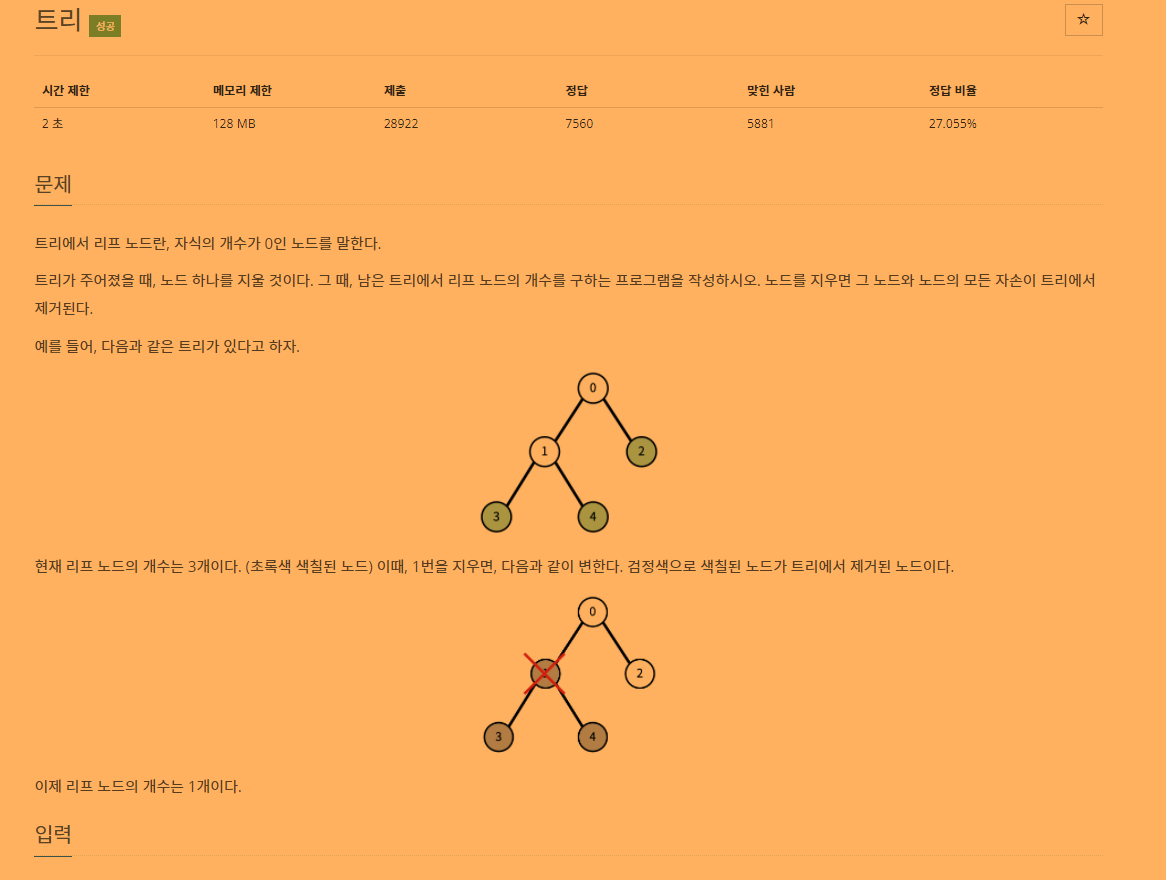 트리 성공
☆
시간 제한 메모리 제한 제출 정답 맞힌 사람 정답 비율
2 초 128 MB 28922 7560 5881 27.055%
문제
트리에서 리프 노드란, 자식의 개수가 0인 노드를 말한다.
트리가 주어졌을 때, 노드 하나를 지울 것이다. 그 때, 남은 트리에서 리프 노드의 개수를 구하는 프로그램을 작성하시오. 노드를 지우면 그 노드와 노드의 모든 자손이 트리에서
제거된다.
예를 들어, 다음과 같은 트리가 있다고 하자.
0
1 2
3 4
현재 리프 노드의 개수는 3개이다. (초록색 색칠된 노드) 이때, 1번을 지우면, 다음과 같이 변한다. 검정색으로 색칠된 노드가 트리에서 제거된 노드이다.
0
2
3 4
이제 리프 노드의 개수는 1개이다.
입력